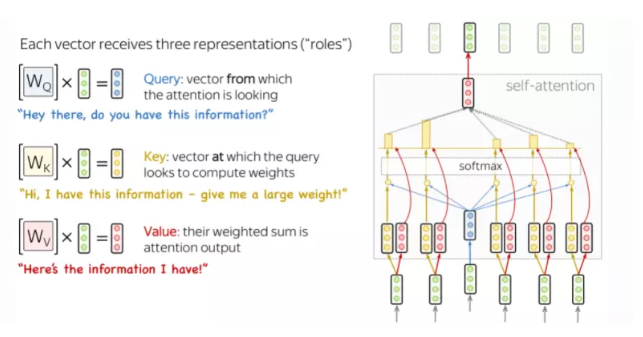 Each vector receives three representations ("roles")
[W_Q] × = Query: vector from which
the attention is looking
"Hey there, do you have this information?"
[W_K] × = Key: vector at which the query
looks to compute weights
"Hi, I have this information – give me a large weight!"
[W_V] × = Value: their weighted sum is
attention output
"Here's the information I have!"
self-attention
softmax